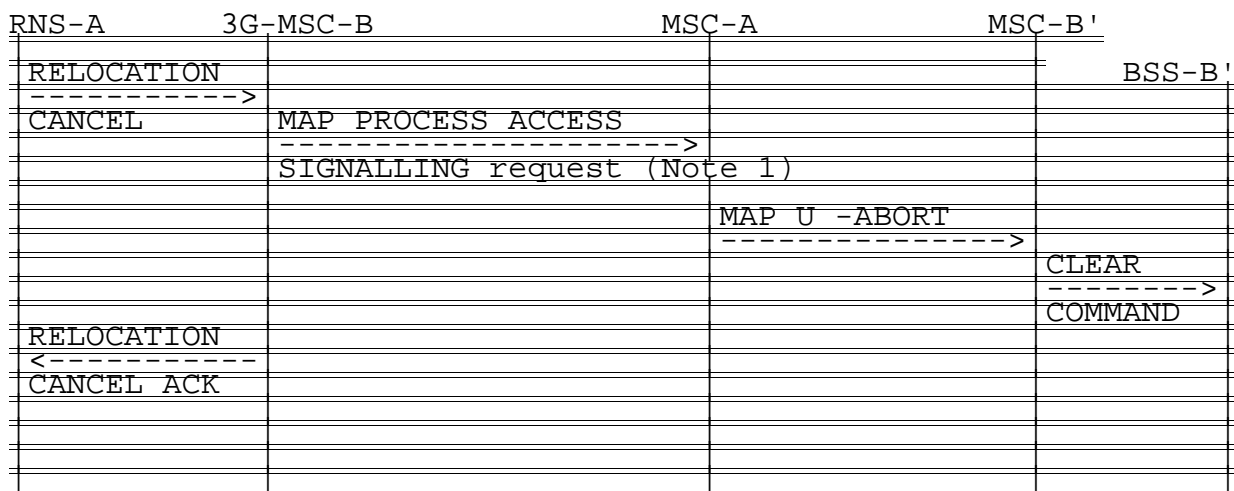 RNS-A 3G-MSC-B MSC-A MSC-B'
RELOCATION BSS-B'
----------->
CANCEL MAP PROCESS ACCESS
------------------->
SIGNALLING request (Note 1)
MAP U -ABORT
--------------->
CLEAR
-------->
COMMAND
RELOCATION
<-----------
CANCEL ACK